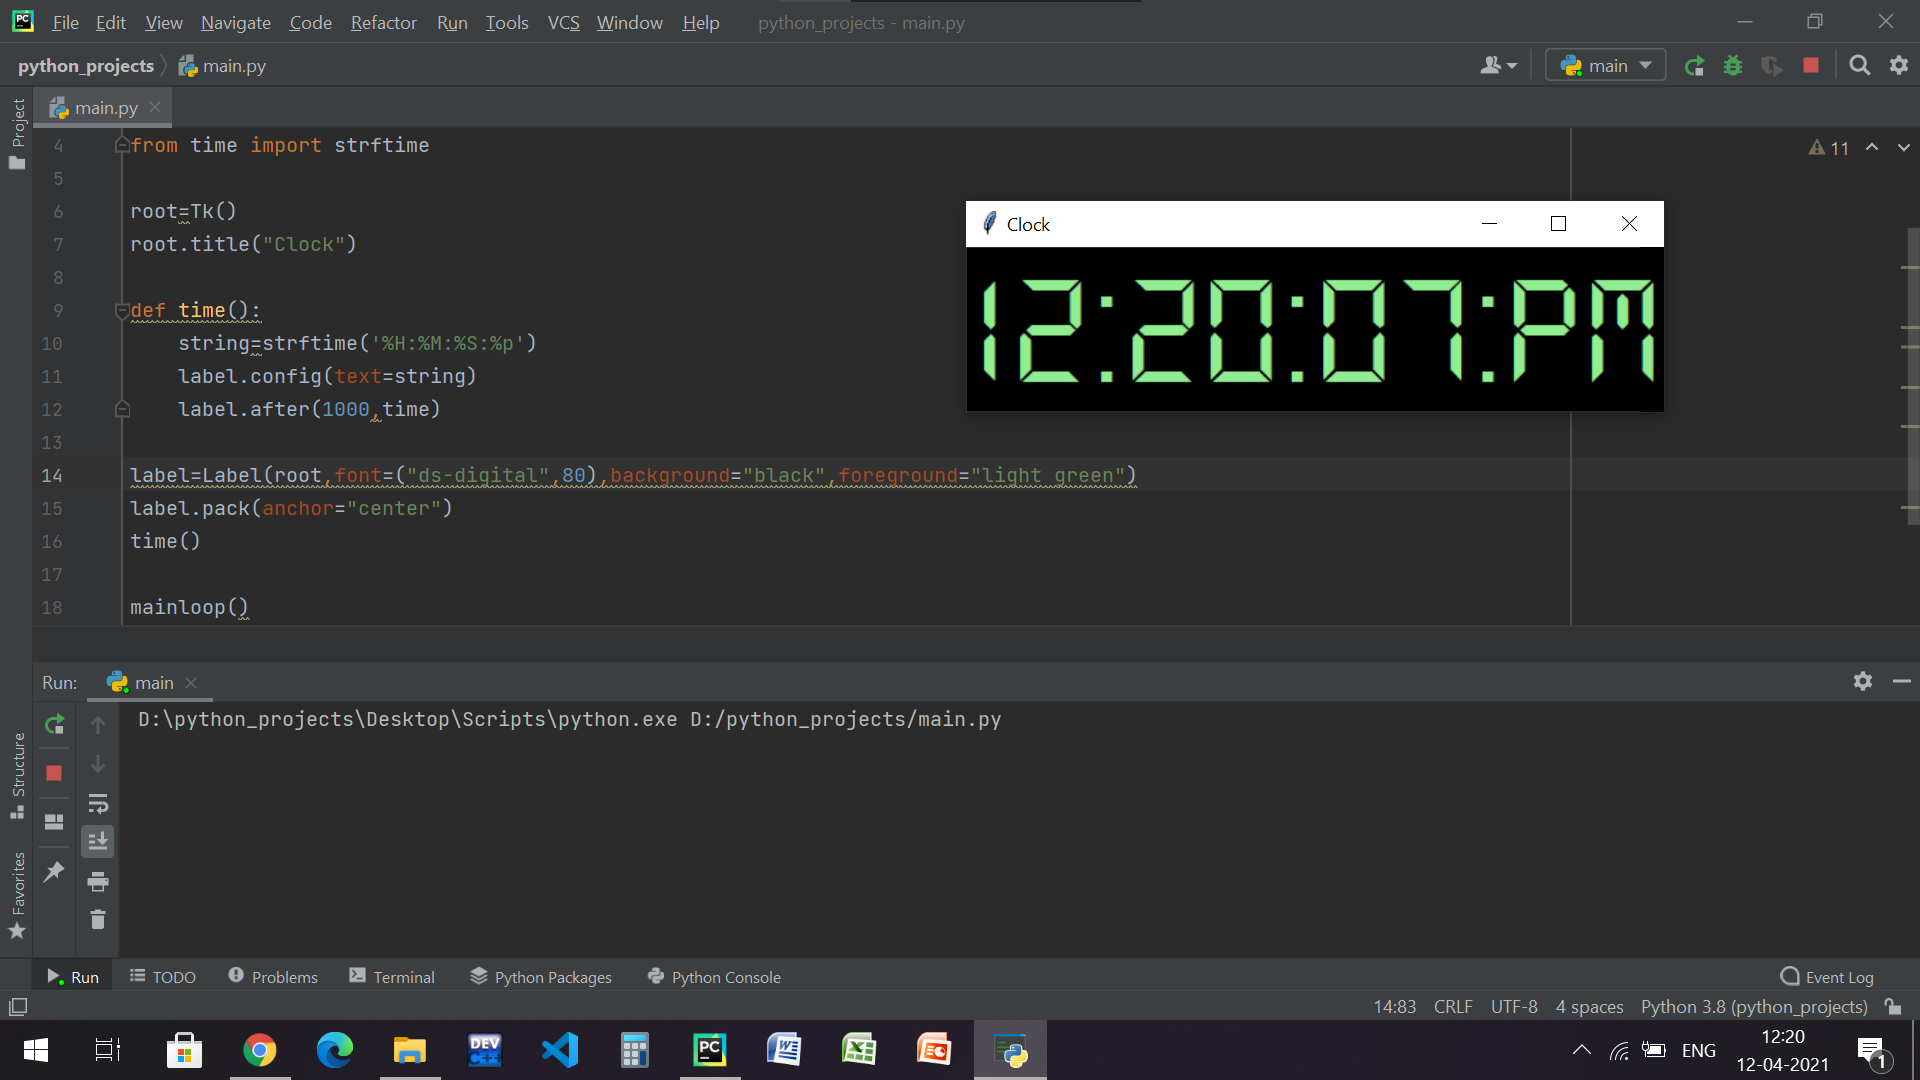 File Edit View Navigate Code Refactor Run Tools VCS Window Help python_projects - main.py
python_projects main.py main
Project
main.py
4 from time import strftime
11
5
6 root=Tk()
7 root.title("Clock")
8
9 def time():
10 string=strftime('%H:%M:%S:%p')
11 label.config(text=string)
12 label.after(1000,time)
13
14 label=Label(root,font=("ds-digital",80),background="black",foreground="light green")
15 label.pack(anchor="center")
16 time()
17
18 mainloop()
Clock
12:20:07:PM
Run: main
D:\python_projects\Desktop\Scripts\python.exe D:/python_projects/main.py
Structure
Favorites
Run TODO Problems Terminal Python Packages Python Console Event Log
14:83 CRLF UTF-8 4 spaces Python 3.8 (python_projects)
PC
DEV
C++
PC
ENG
12:20
12-04-2021
1